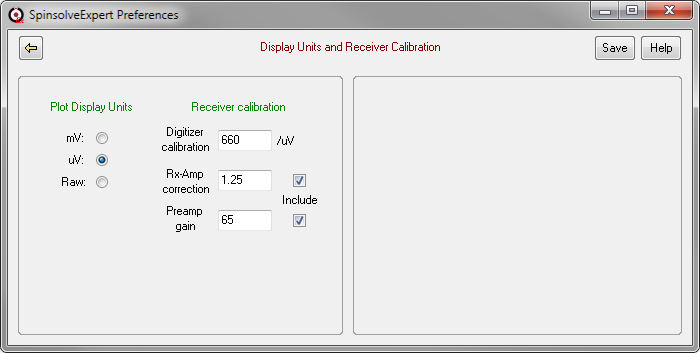 SpinsolveExpert Preferences
Display Units and Receiver Calibration
Save
Help
Plot Display Units
mV:
uV:
Raw:
Receiver calibration
Digitizer
calibration
660
/uV
Rx-Amp
correction
1.25
Include
Preamp
gain
65